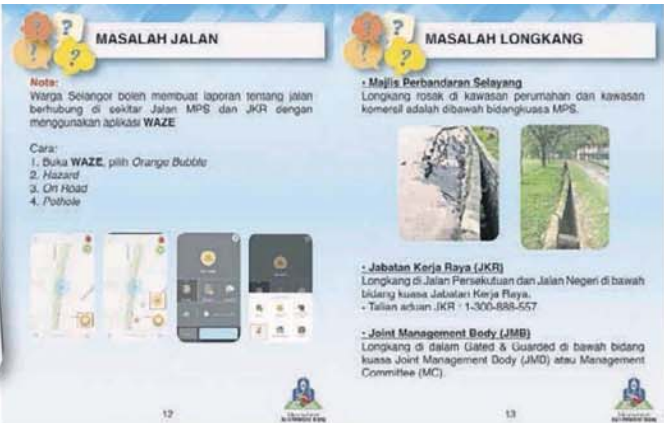 MASALAH JALAN
Nota:
Warga Selangor boleh membuat laporan tentang jalan
berhubung di sekitar Jalan MPS dan JKR dengan
menggunakan aplikasi WAZE
Cara:
1. Buka WAZE, pilih Orange Bubble
2. Hazard
3. On Road
4. Pothole
12
MASALAH LONGKANG
• Majlis Perbandaran Selayang
Longkang rosak di kawasan perumahan dan kawasan
komersil adalah dibawah bidangkuasa MPS.
• Jabatan Kerja Raya (JKR)
Longkang di Jalan Persekutuan dan Jalan Negeri di bawah
bidang kuasa Jabatan Kerja Raya.
- Talian aduan JKR : 1-300-888-557
• Joint Management Body (JMB)
Longkang di dalam Gated & Guarded di bawah bidang
kuasa Joint Management Body (JMB) atau Management
Committee (MC).
13